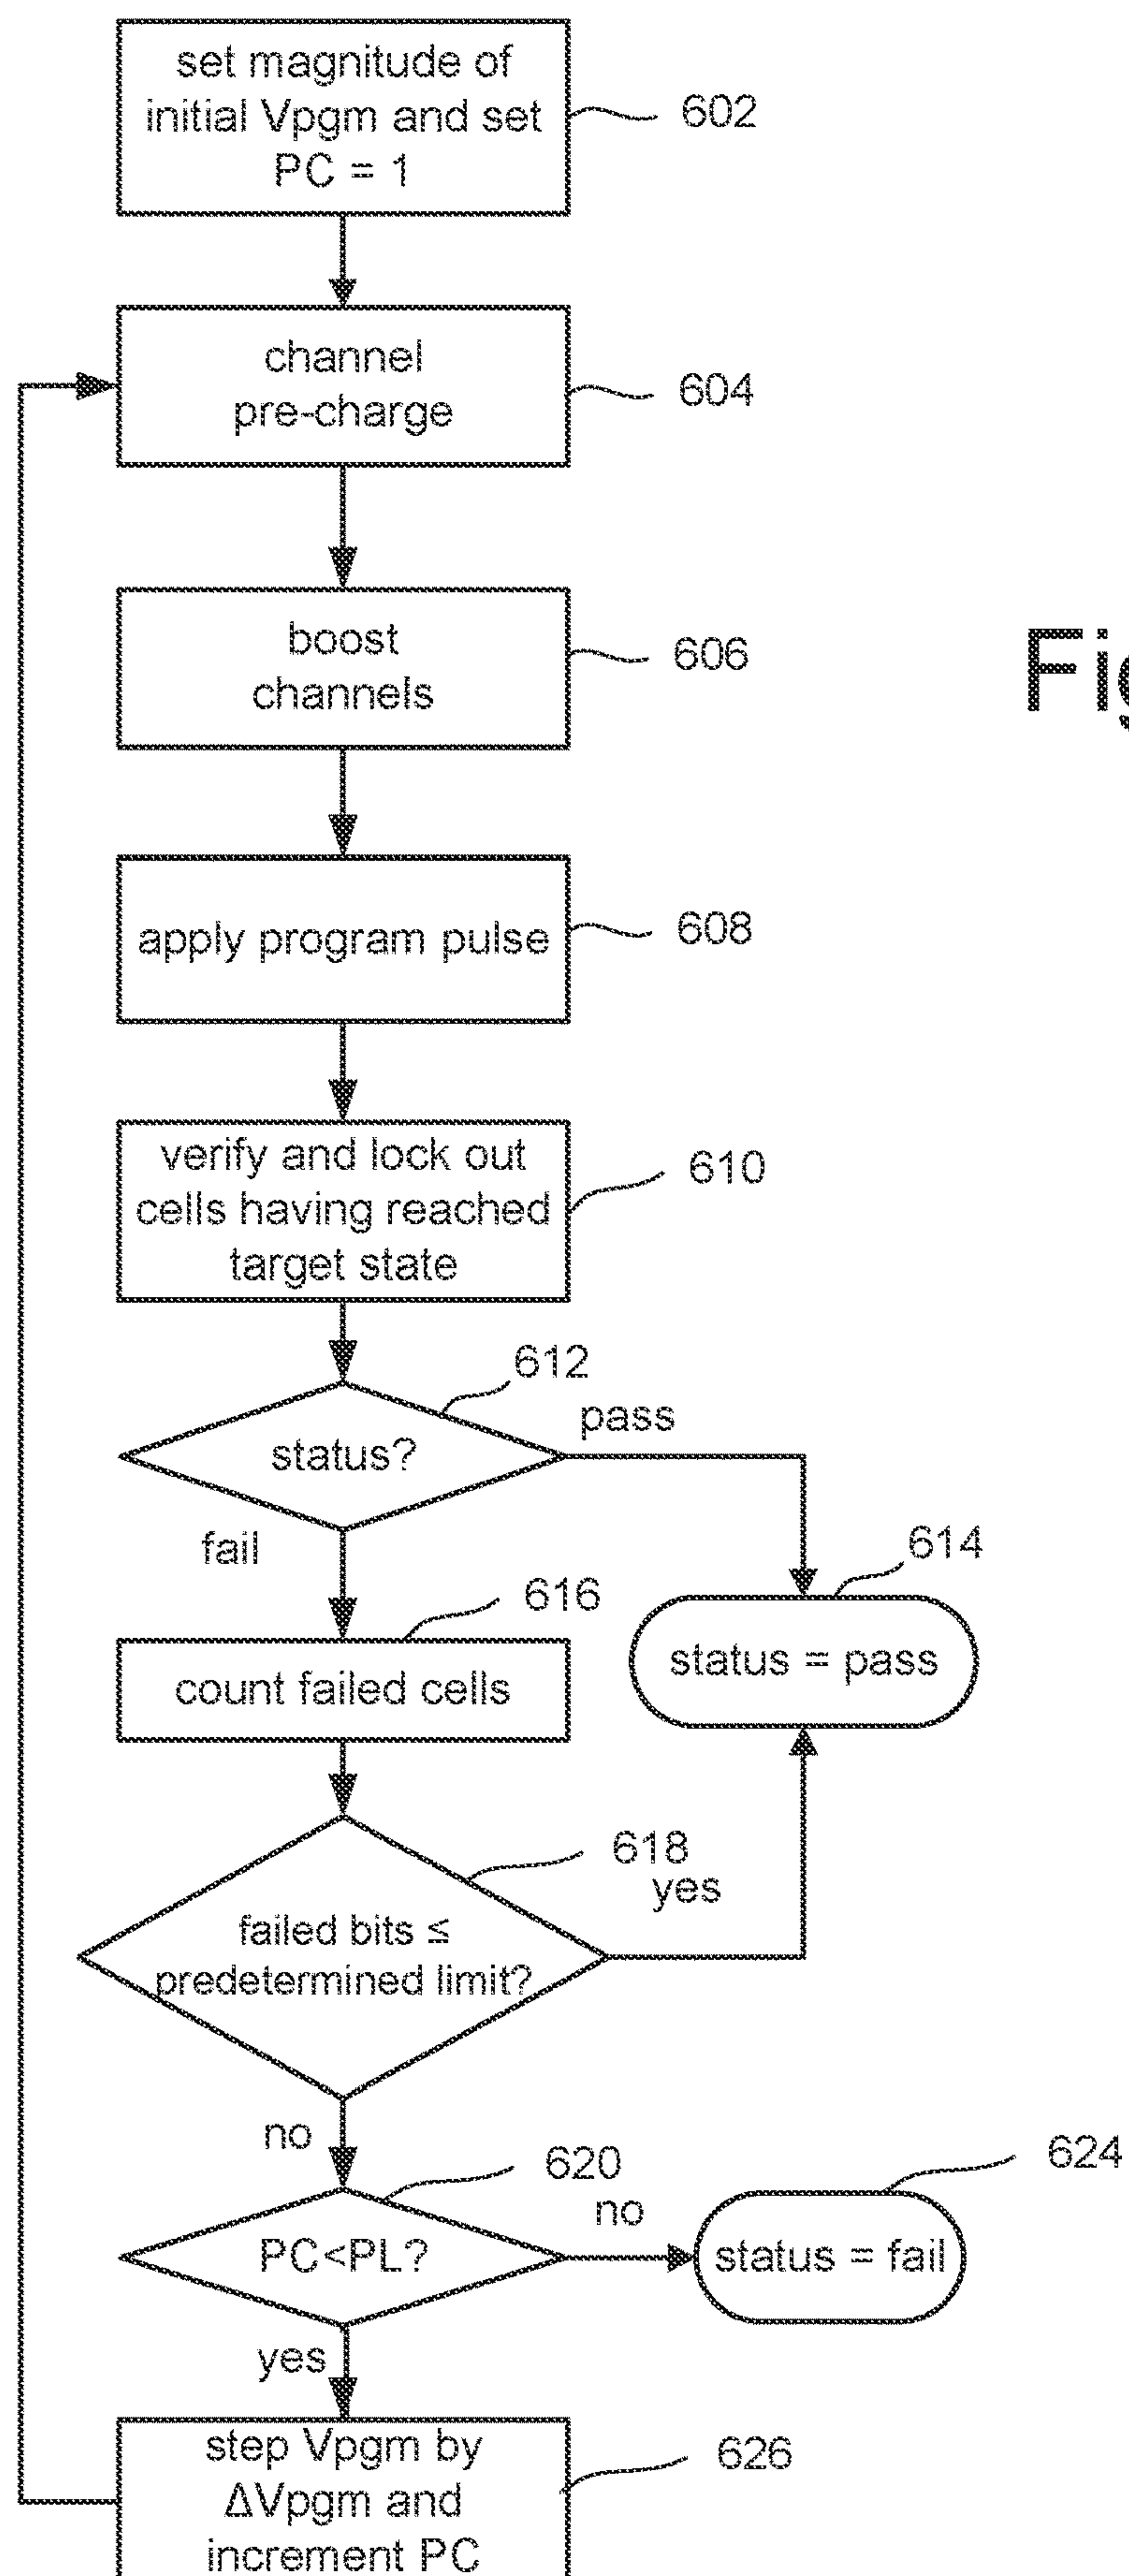 set magnitude of
initial Vpgm and set
PC = 1
602
channel
pre-charge
604
boost
channels
606
Fig
apply program pulse
608
verify and lock out
cells having reached
target state
610
612
status?
pass
fail
614
status = pass
616
count failed cells
618
yes
failed bits ≤
predetermined limit?
no
620
no
624
PC<PL?
status = fail
yes
step Vpgm by
ΔVpgm and
increment PC
626